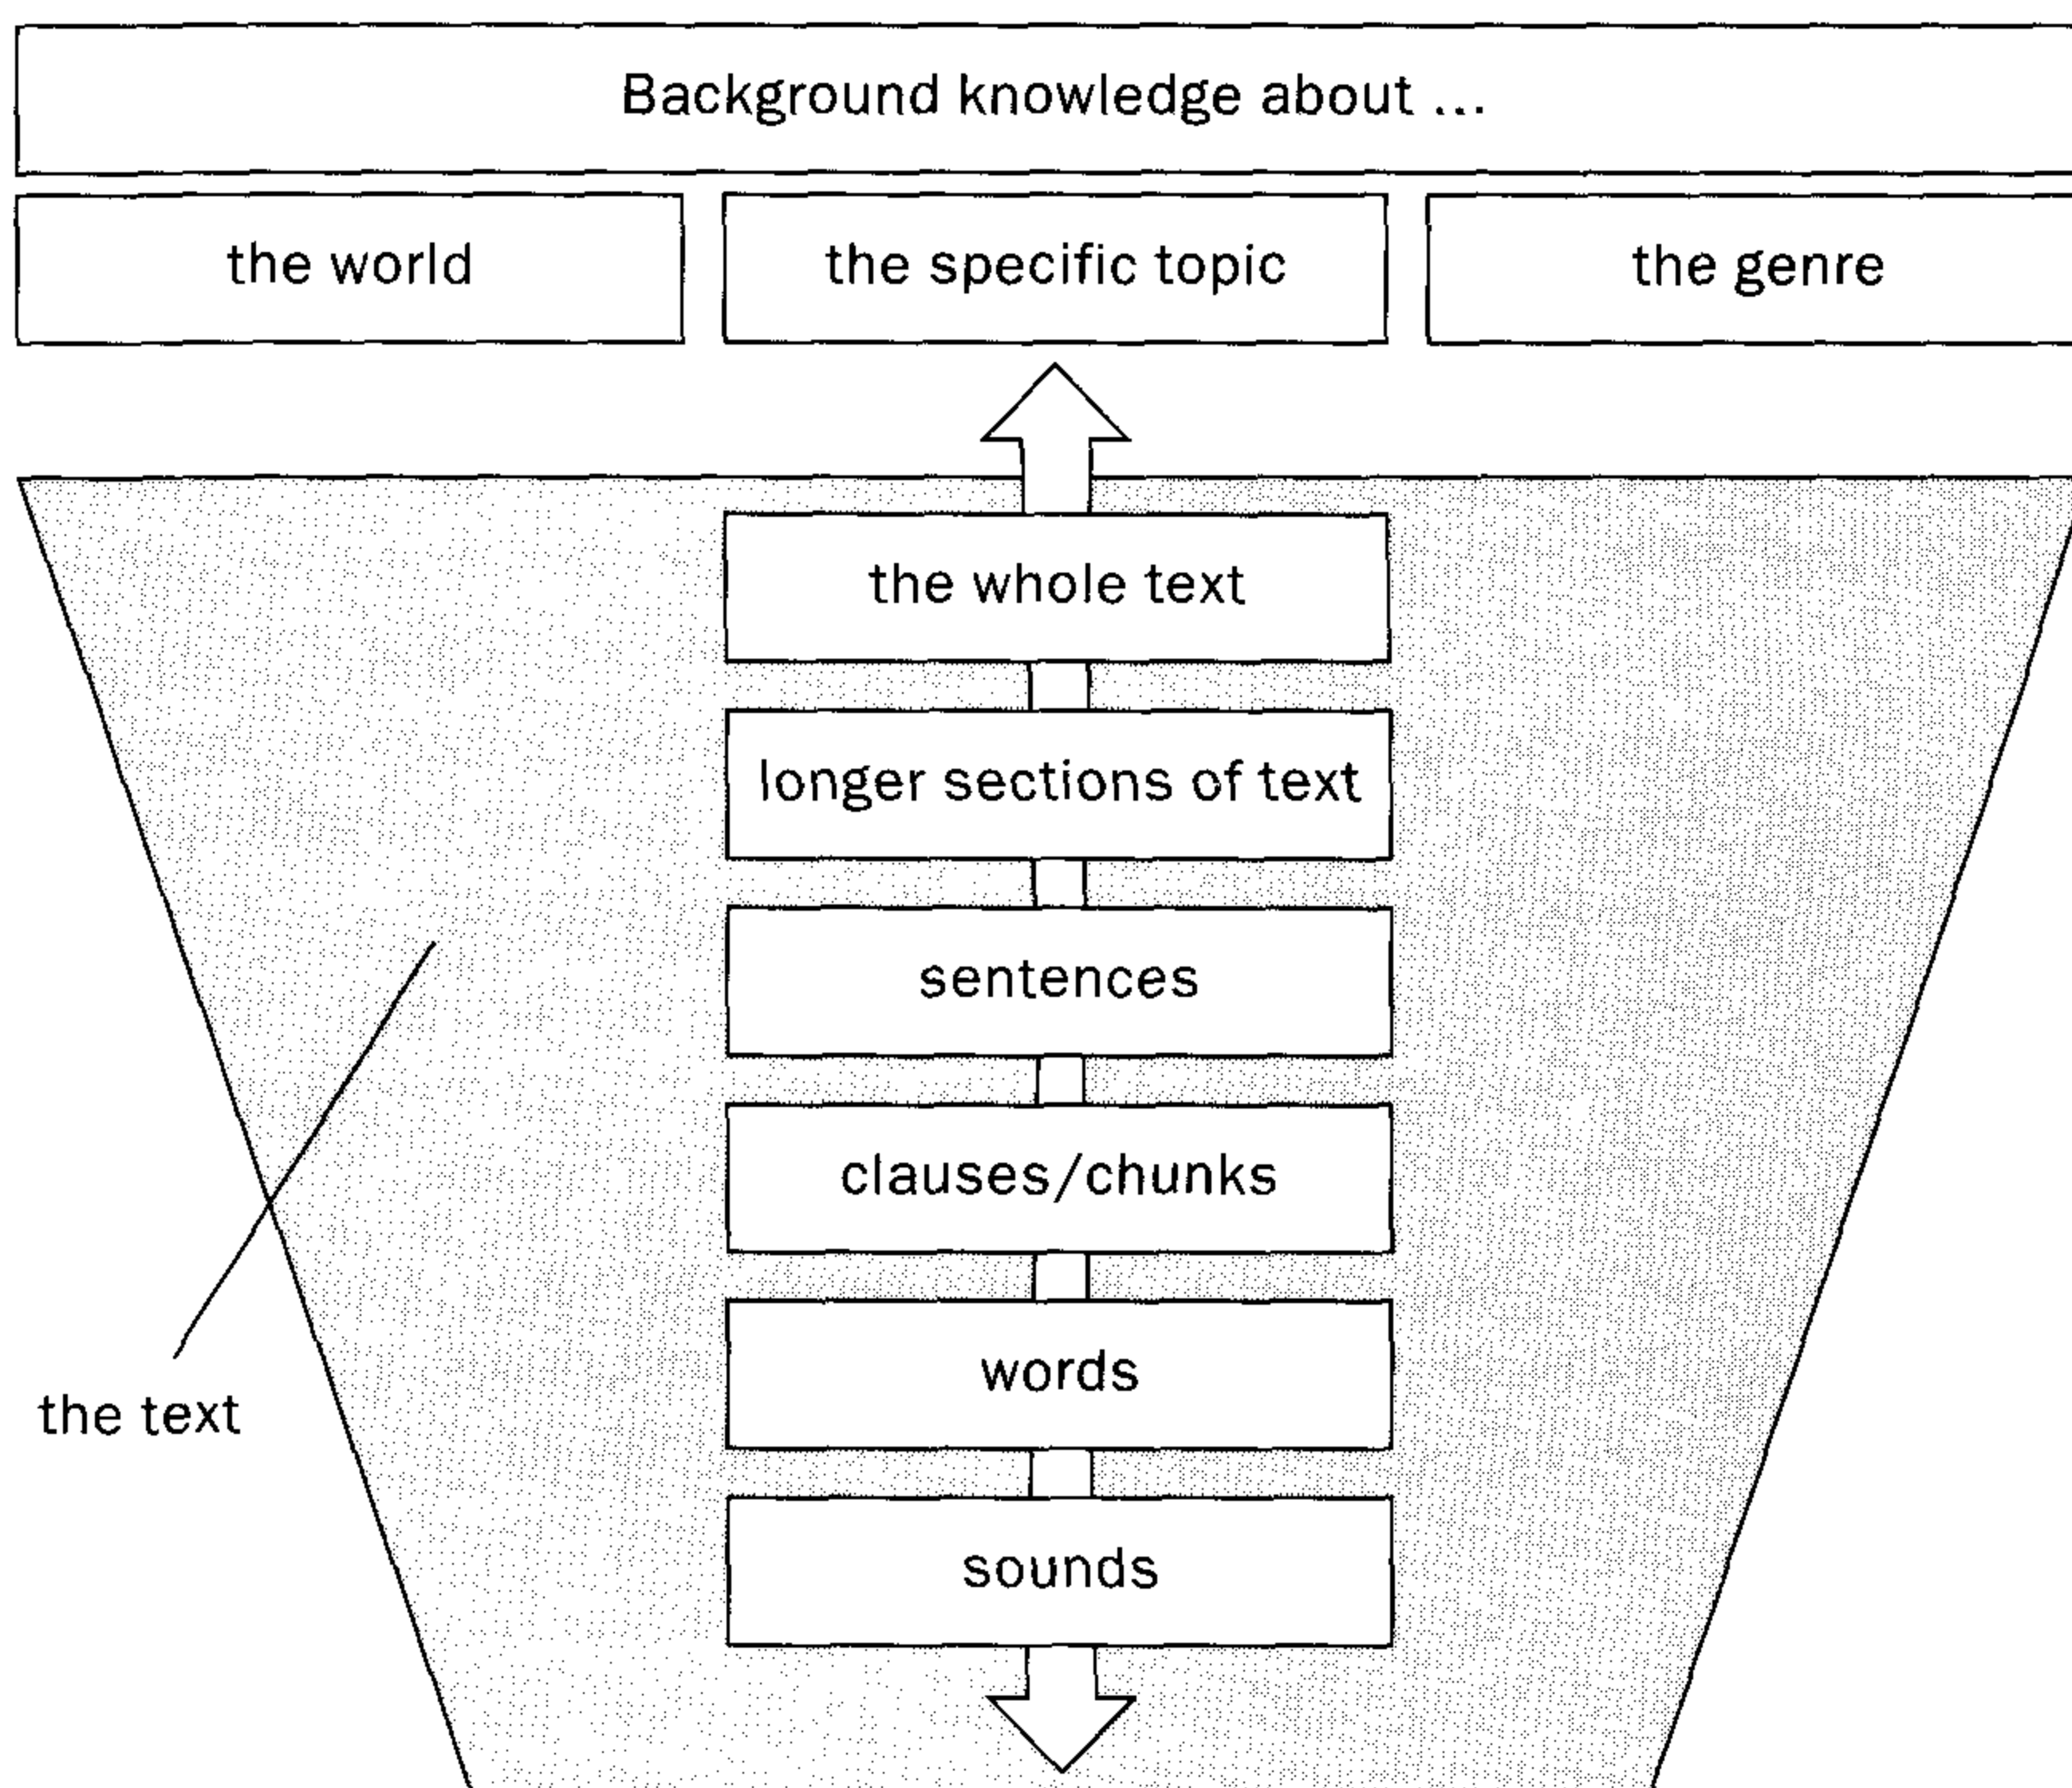 Background knowledge about ...
the world
the specific topic
the genre
the whole text
longer sections of text
sentences
clauses/chunks
words
sounds
the text